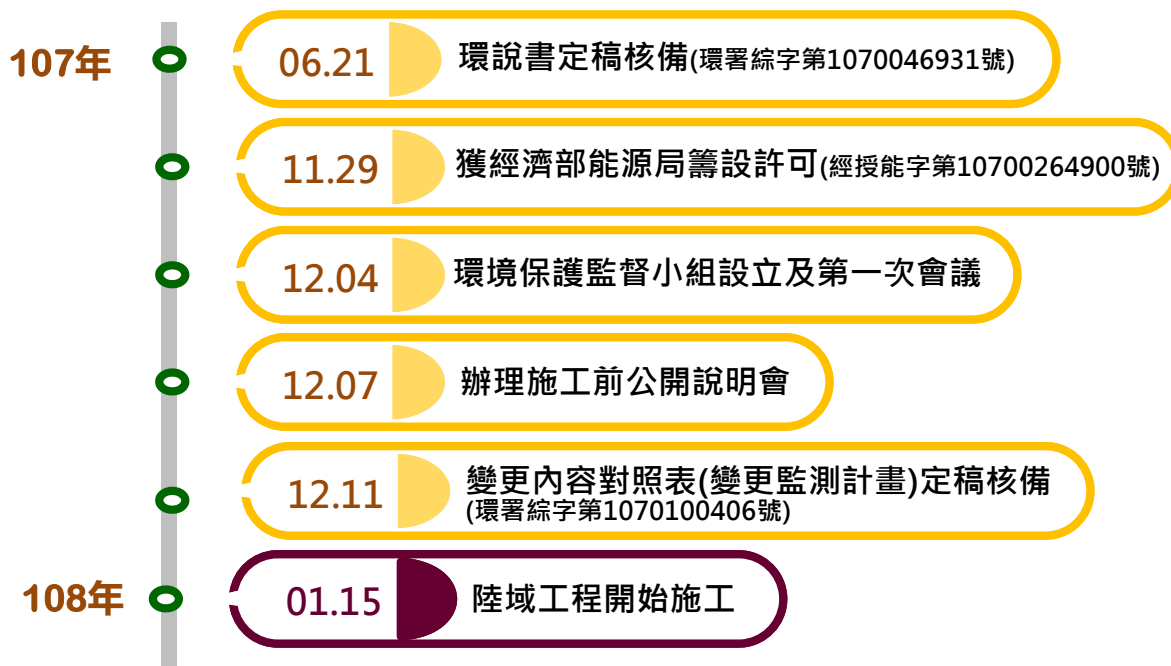 107年
06.21 環說書定稿核備(環署綜字第1070046931號)
11.29 獲經濟部能源局籌設許可(經授能字第10700264900號)
12.04 環境保護監督小組設立及第一次會議
12.07 辦理施工前公開說明會
12.11 變更內容對照表(變更監測計畫)定稿核備
(環署綜字第1070100406號)
108年
01.15 陸域工程開始施工